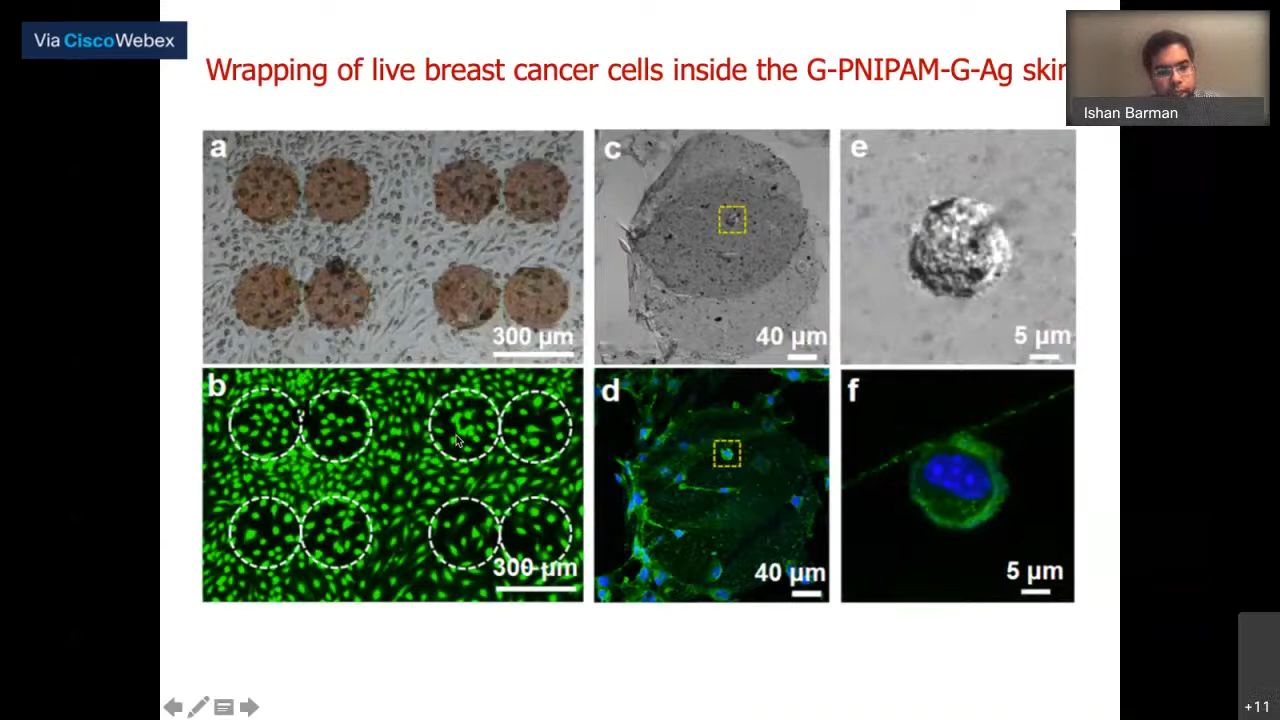 Via CiscoWebex
Wrapping of live breast cancer cells inside the G-PNIPAM-G-Ag skin
Ishan Barman
a
300 µm
c
40 µm
e
5 µm
b
300 µm
d
40 µm
f
5 µm
+11